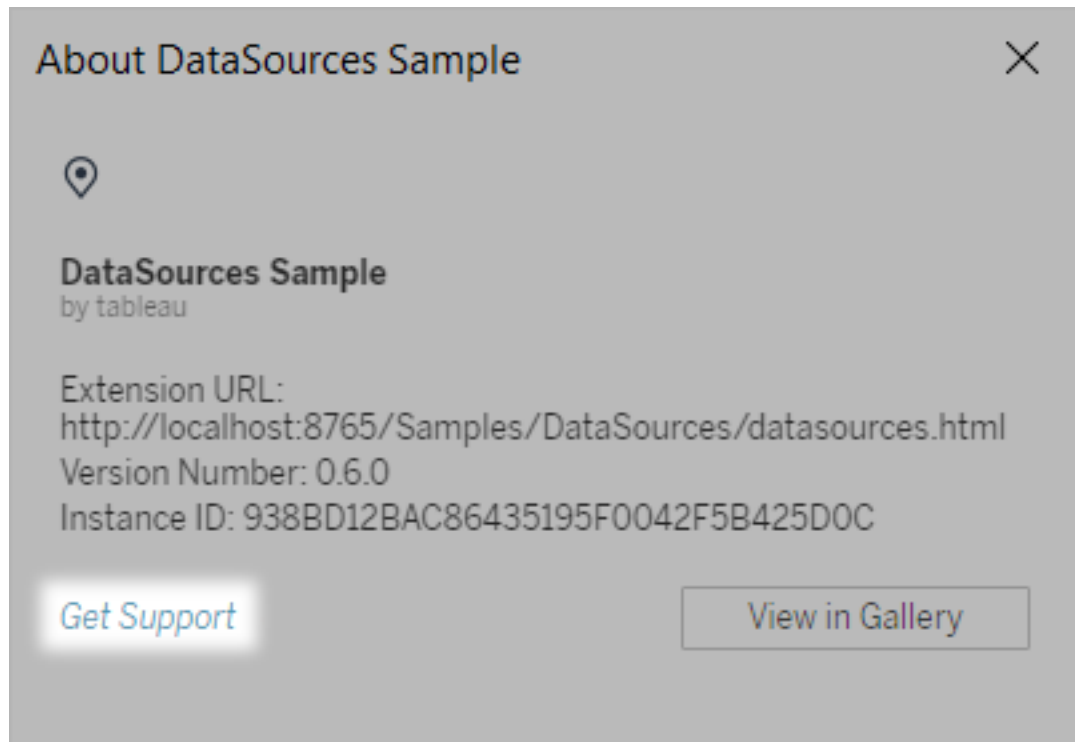 About DataSources Sample
DataSources Sample
by tableau
Extension URL:
http://localhost:8765/Samples/DataSources/datasources.html
Version Number: 0.6.0
Instance ID: 938BD12BAC86435195F0042F5B425D0C
Get Support
View in Gallery